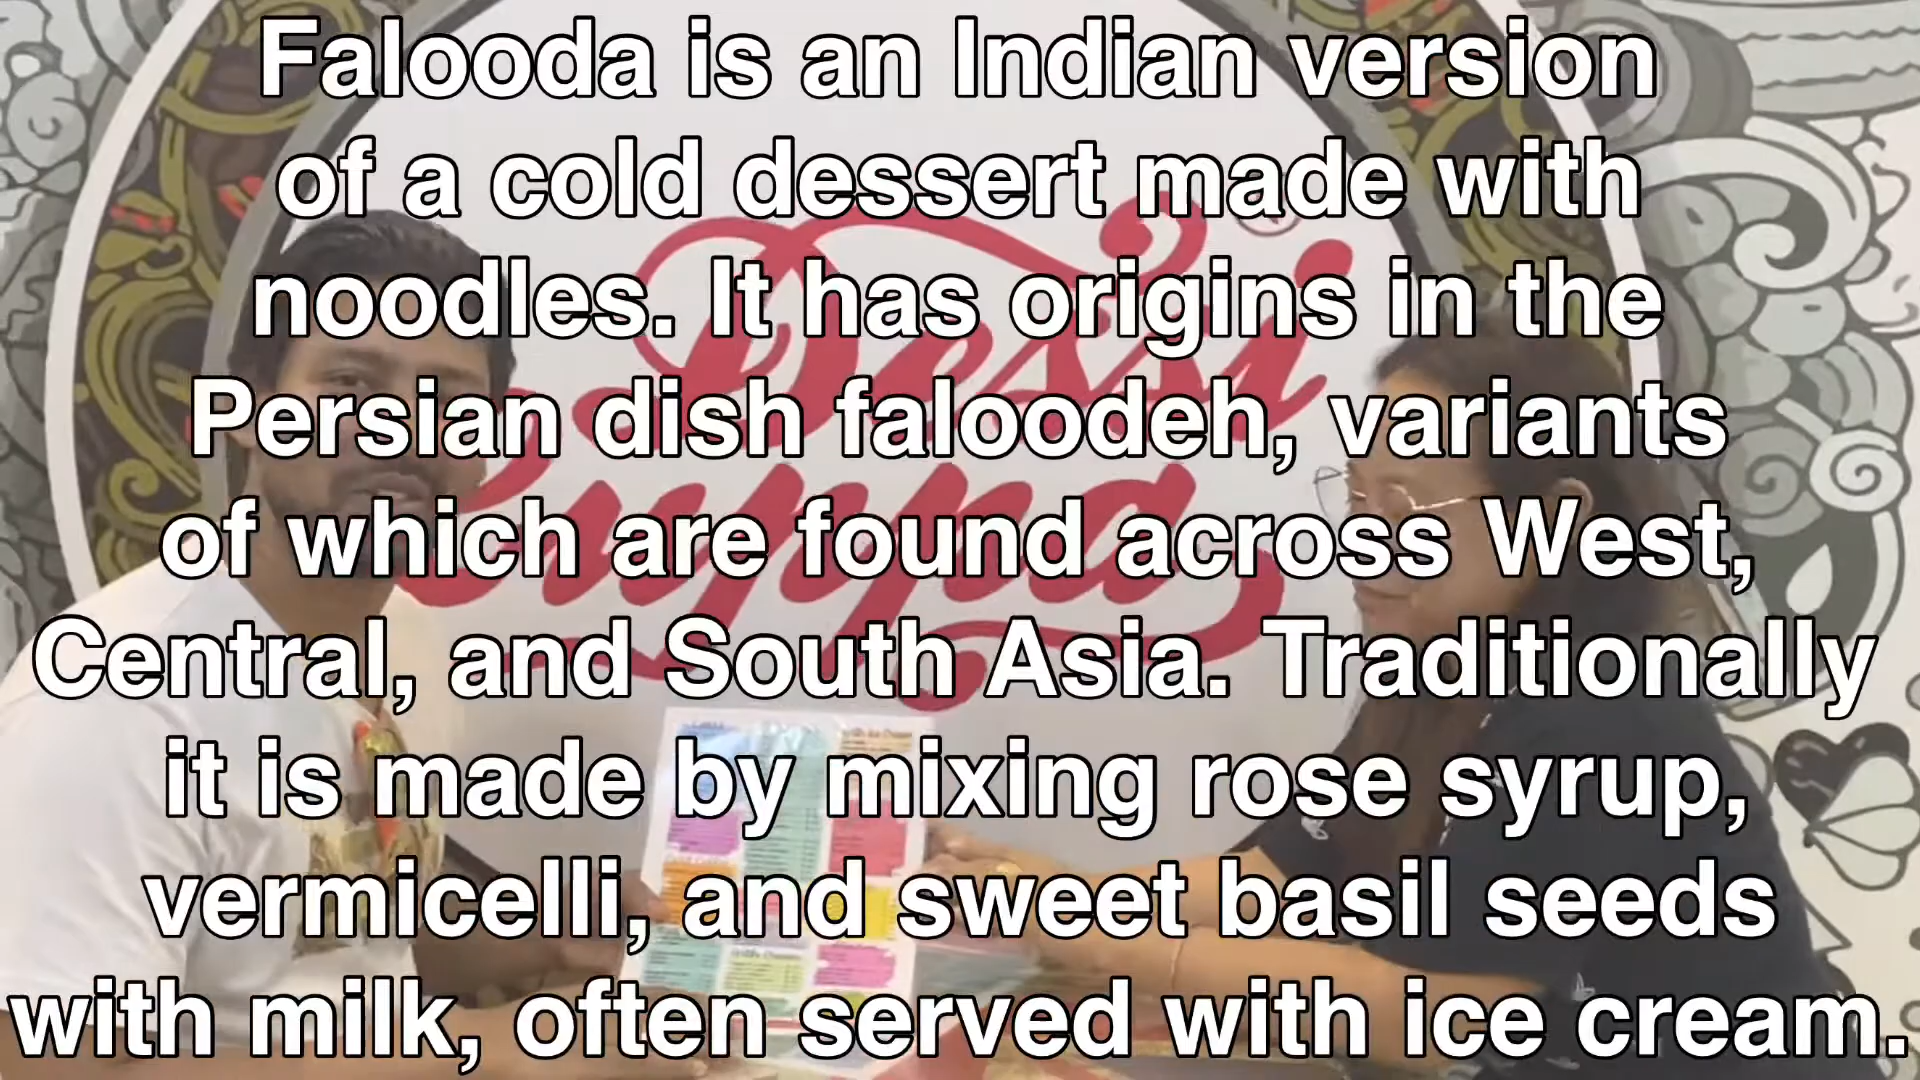 Falooda is an Indian version
of a cold dessert made with
noodles. It has origins in the
Persian dish faloodeh, variants
of which are found across West,
Central, and South Asia. Traditionally
it is made by mixing rose syrup,
vermicelli, and sweet basil seeds
with milk, often served with ice cream.
Dessi
Cuppa